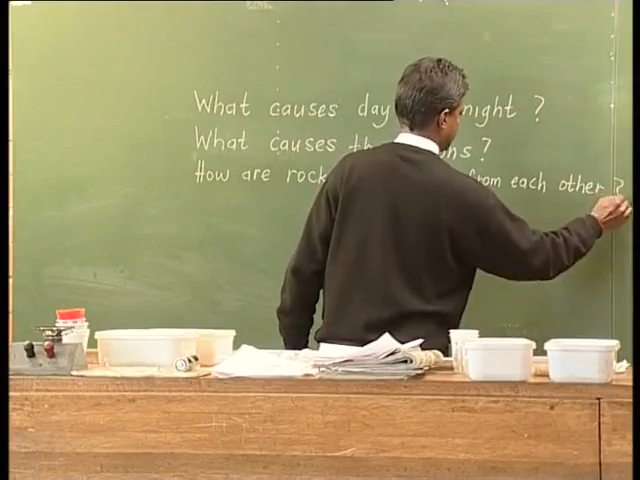 What causes day night ?
What causes ?
How are from each other ?